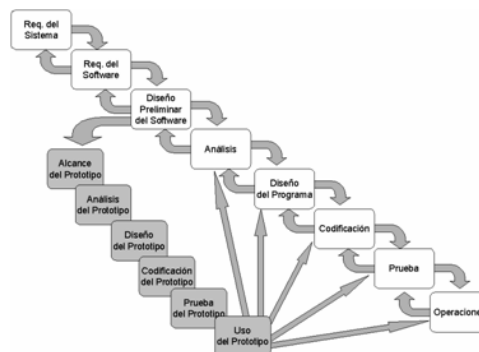 Req. del
Sistema
Req. del
Software
Diseño
Preliminar
del Software
Análisis
Diseño del
Programa
Codificación
Prueba
Operaciones
Alcance
del Prototipo
Análisis
del Prototipo
Diseño
del Prototipo
Codificación
del Prototipo
Prueba
del Prototipo
Uso
del Prototipo